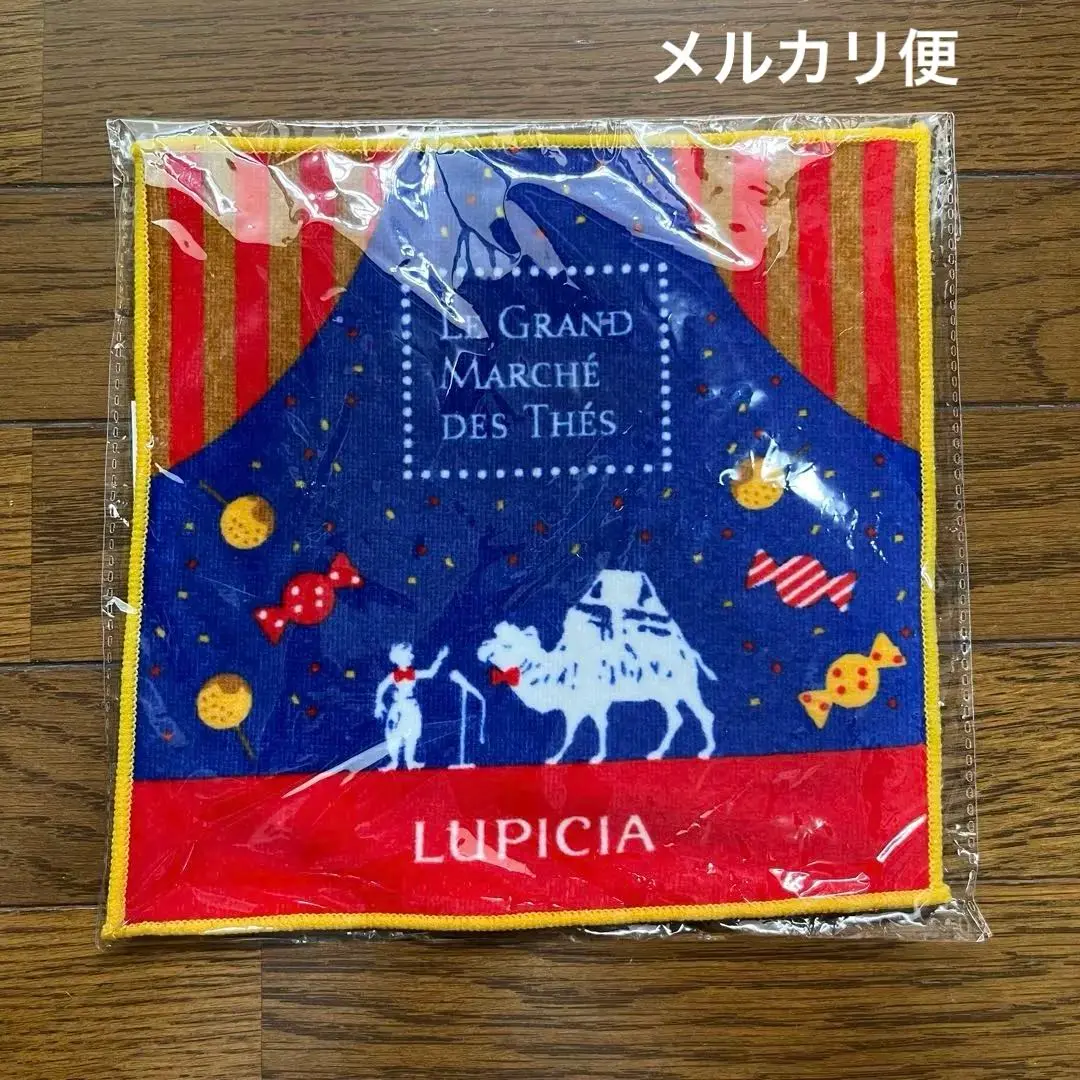 メルカリ便
LE GRAND
MARCHÉ
DES THÉS
LUPICIA